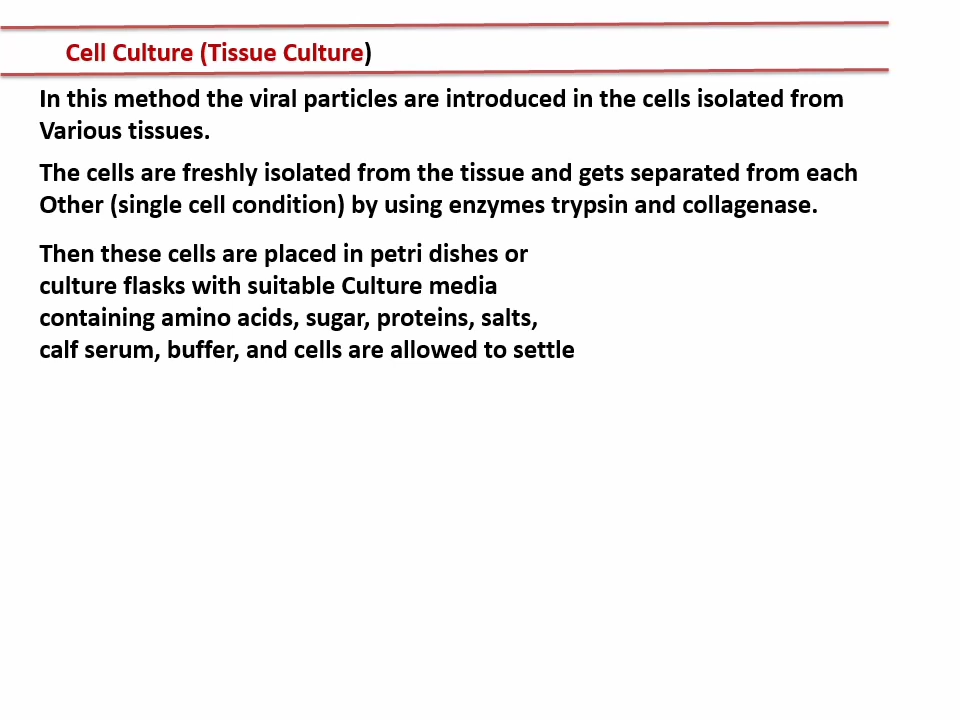 Cell Culture (Tissue Culture)
In this method the viral particles are introduced in the cells isolated from
Various tissues.
The cells are freshly isolated from the tissue and gets separated from each
Other (single cell condition) by using enzymes trypsin and collagenase.
Then these cells are placed in petri dishes or
culture flasks with suitable Culture media
containing amino acids, sugar, proteins, salts,
calf serum, buffer, and cells are allowed to settle